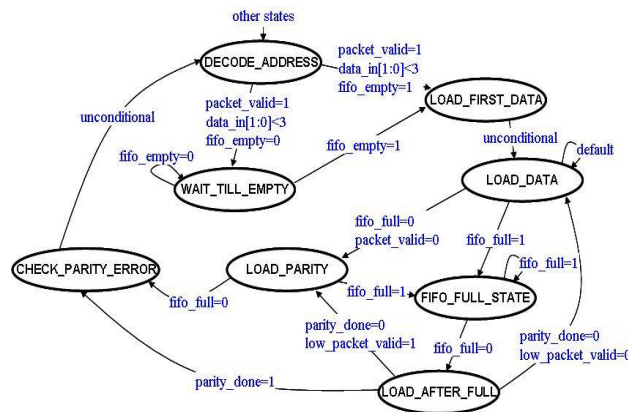 other states
DECODE_ADDRESS
packet_valid=1
data_in[1:0]<3
fifo_empty=1
LOAD_FIRST_DATA
packet_valid=1
data_in[1:0]<3
fifo_empty=0
unconditional
unconditional
fifo_empty=0
fifo_empty=1
default
WAIT_TILL_EMPTY
LOAD_DATA
fifo_full=0
packet_valid=0
fifo_full=1
fifo_full=1
CHECK_PARITY_ERROR
LOAD_PARITY
fifo_full=0
fifo_full=1
FIFO_FULL_STATE
parity_done=0
low_packet_valid=1
fifo_full=0
parity_done=0
low_packet_valid=0
parity_done=1
LOAD_AFTER_FULL